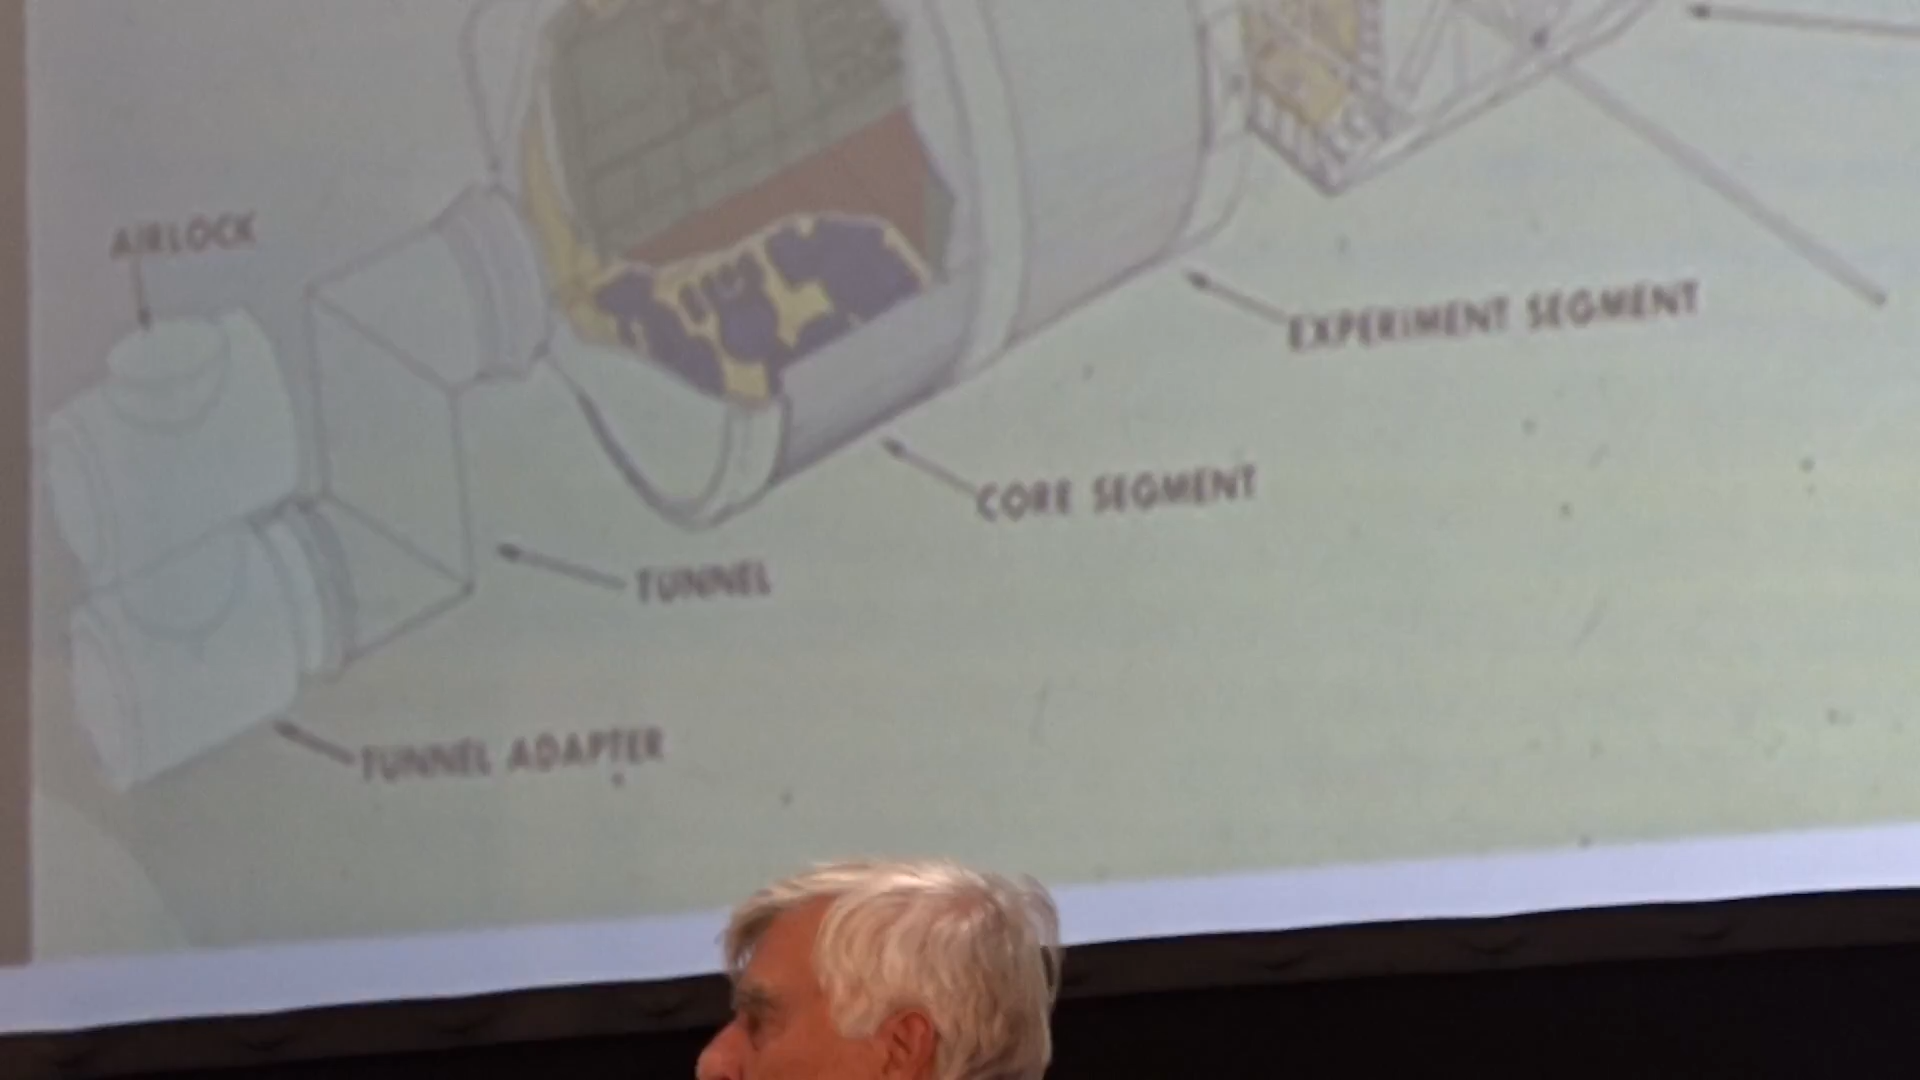 AIRLOCK
EXPERIMENT SEGMENT
CORE SEGMENT
TUNNEL
TUNNEL ADAPTER